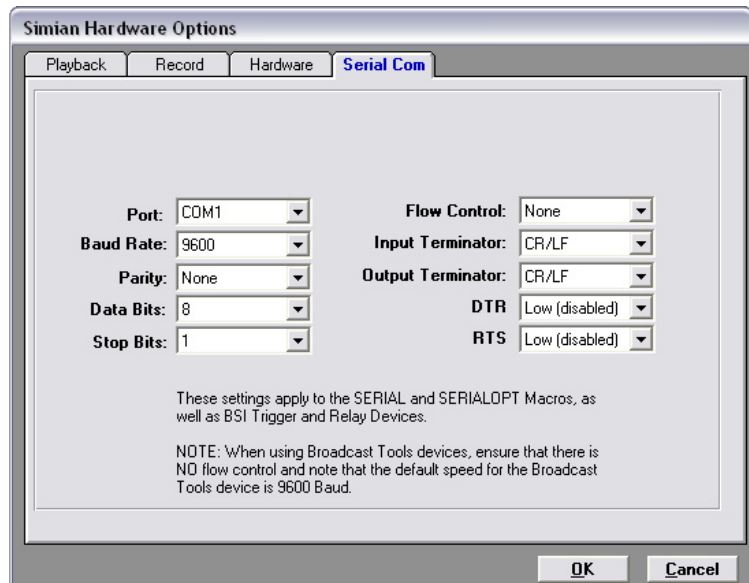 Simian Hardware Options
Playback Record Hardware Serial Com
Port: COM1
Baud Rate: 9600
Parity: None
Data Bits: 8
Stop Bits: 1
Flow Control: None
Input Terminator: CR/LF
Output Terminator: CR/LF
DTR Low (disabled)
RTS Low (disabled)
These settings apply to the SERIAL and SERIALOPT Macros, as
well as BSI Trigger and Relay Devices.
NOTE: When using Broadcast Tools devices, ensure that there is
NO flow control and note that the default speed for the Broadcast
Tools device is 9600 Baud.
OK Cancel